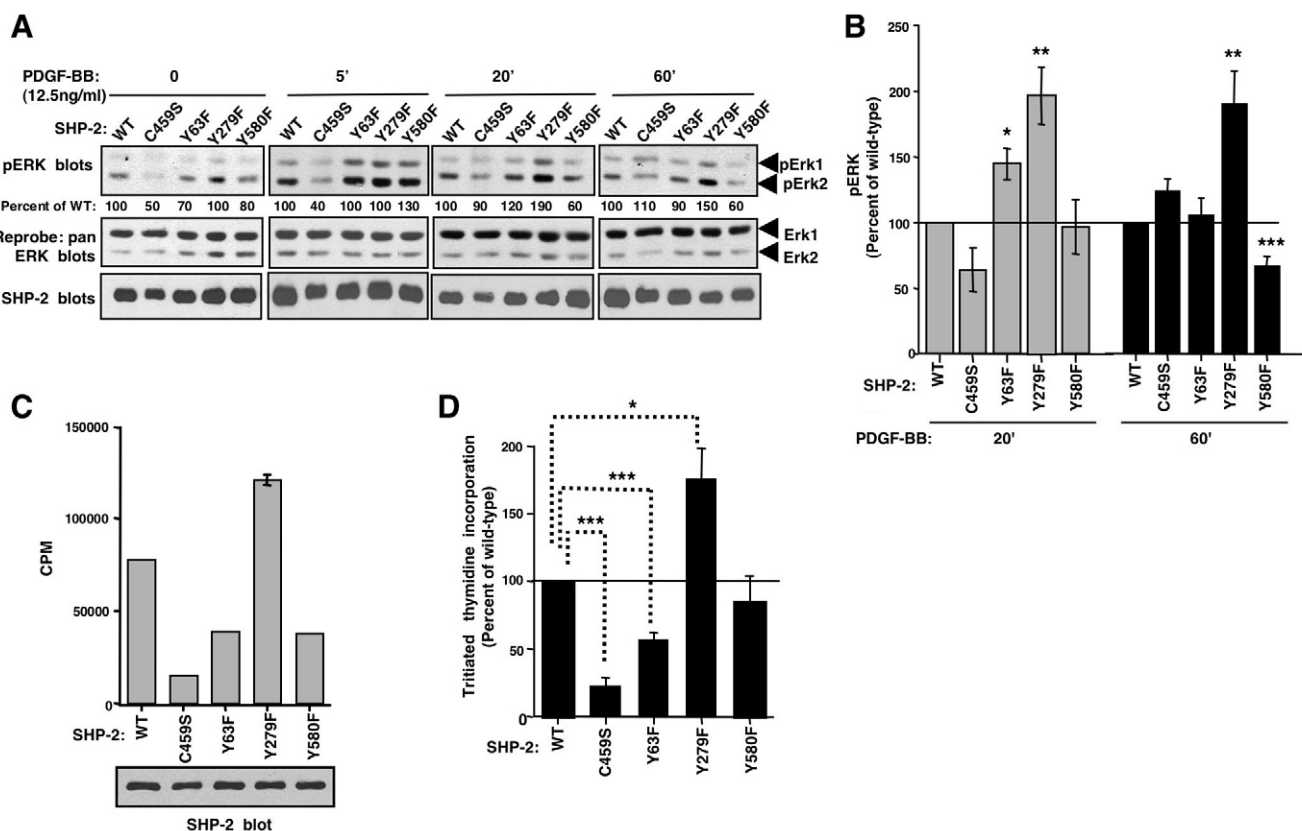 A
PDGF-BB: 0 5' 20' 60'
(12.5ng/ml)
SHP-2: WT C459S Y63F Y279F Y580F WT C459S Y63F Y279F Y580F WT C459S Y63F Y279F Y580F WT C459S Y63F Y279F Y580F
pERK blots
pErk1
pErk2
Percent of WT: 100 50 70 100 80 100 40 100 100 130 100 90 120 190 60 100 110 90 150 60
Reprobe: pan
ERK blots
Erk1
Erk2
SHP-2 blots
B
pERK
(Percent of wild-type)
250
200
150
100
50
0
* ** ** ***
SHP-2: WT C459S Y63F Y279F Y580F WT C459S Y63F Y279F Y580F
PDGF-BB: 20' 60'
C
CPM
150000
100000
50000
0
SHP-2: WT C459S Y63F Y279F Y580F
SHP-2 blot
D
Tritiated thymidine incorporation
(Percent of wild-type)
200
150
100
50
0
*
***
***
SHP-2: WT C459S Y63F Y279F Y580F